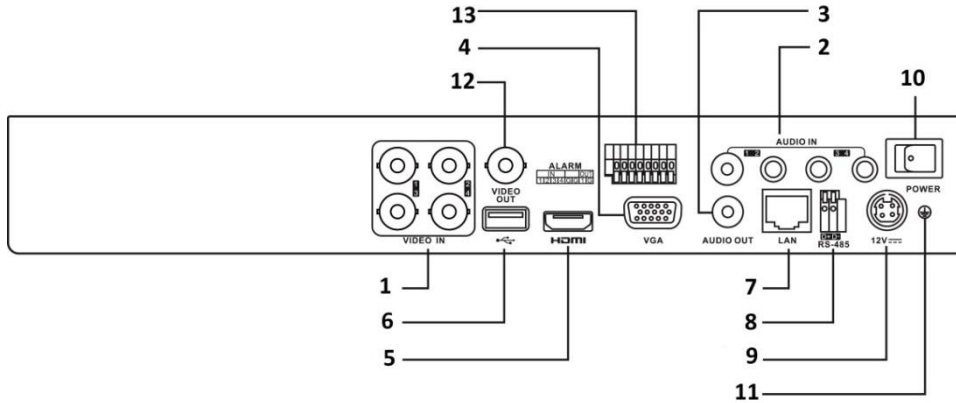 13
3
4
2
12
10
AUDIO IN
1 2
3 4
ALARM
IN OUT
VIDEO
OUT
POWER
VIDEO IN
HDMI
VGA
AUDIO OUT
LAN
D+ D-
RS-485
12V
1
7
6
8
5
9
11